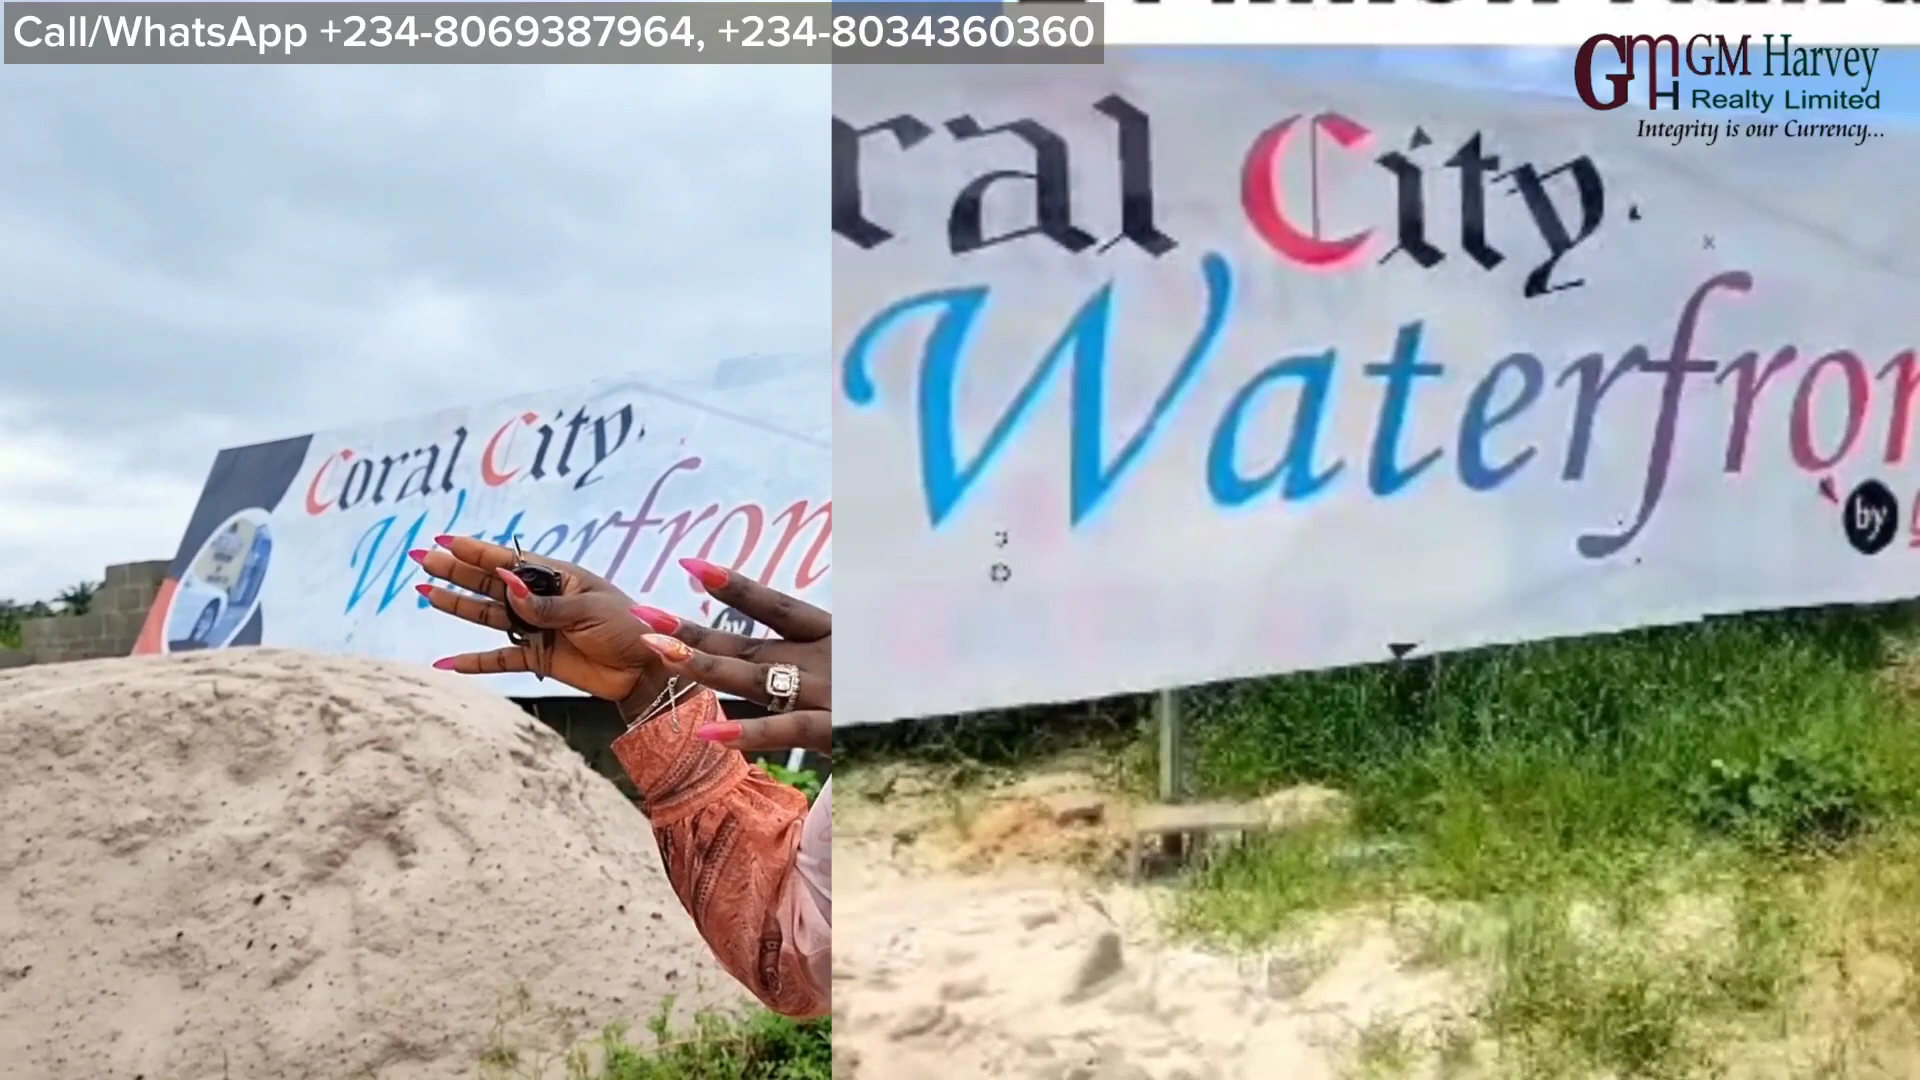 Call/WhatsApp +234-8069387964, +234-8034360360
GMH GM Harvey
Realty Limited
Integrity is our Currency...
Coral City.
Waterfron
by
ral City.
Waterfron
by